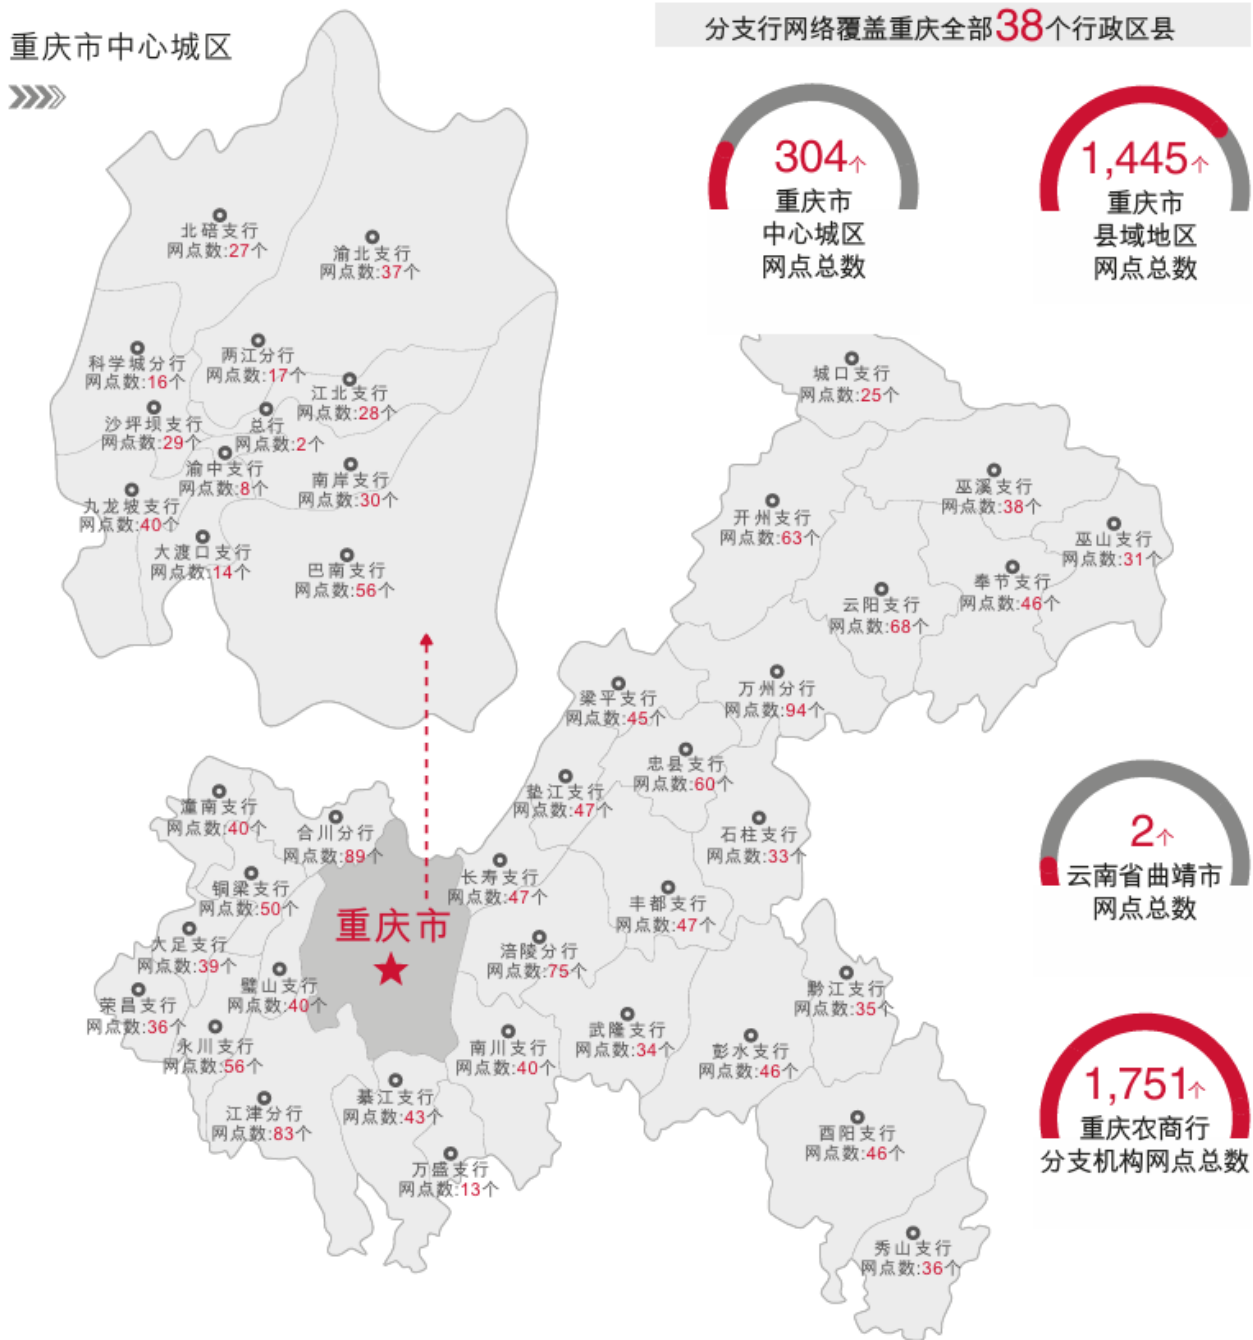 重庆市中心城区
分支行网络覆盖重庆全部38个行政区县
304个
重庆市
中心城区
网点总数
1,445个
重庆市
县域地区
网点总数
北碚支行
网点数:27个
渝北支行
网点数:37个
科学城分行
网点数:16个
两江分行
网点数:17个
江北支行
网点数:28个
沙坪坝支行
网点数:29个
总行
网点数:2个
渝中支行
网点数:8个
南岸支行
网点数:30个
九龙坡支行
网点数:40个
大渡口支行
网点数:14个
巴南支行
网点数:56个
城口支行
网点数:25个
巫溪支行
网点数:38个
开州支行
网点数:63个
巫山支行
网点数:31个
奉节支行
网点数:46个
云阳支行
网点数:68个
万州分行
网点数:94个
梁平支行
网点数:45个
忠县支行
网点数:60个
垫江支行
网点数:47个
石柱支行
网点数:33个
潼南支行
网点数:40个
合川分行
网点数:89个
长寿支行
网点数:47个
铜梁支行
网点数:50个
丰都支行
网点数:47个
重庆市
大足支行
网点数:39个
涪陵分行
网点数:75个
璧山支行
网点数:40个
黔江支行
网点数:35个
荣昌支行
网点数:36个
武隆支行
网点数:34个
永川支行
网点数:56个
南川支行
网点数:40个
彭水支行
网点数:46个
綦江支行
网点数:43个
江津分行
网点数:83个
酉阳支行
网点数:46个
万盛支行
网点数:13个
秀山支行
网点数:36个
2个
云南省曲靖市
网点总数
1,751个
重庆农商行
分支机构网点总数